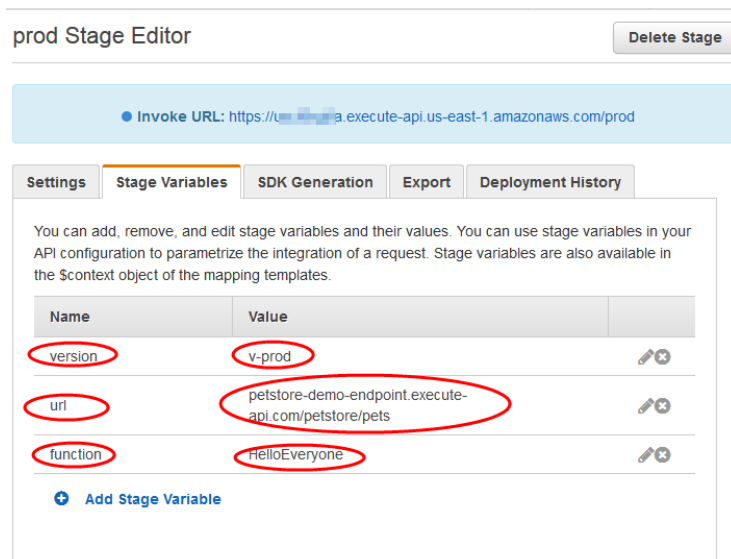 prod Stage Editor
Delete Stage
Invoke URL: https://u a.execute-api.us-east-1.amazonaws.com/prod
Settings
Stage Variables
SDK Generation
Export
Deployment History
You can add, remove, and edit stage variables and their values. You can use stage variables in your
API configuration to parametrize the integration of a request. Stage variables are also available in
the $context object of the mapping templates.
Name Value
version v-prod
url petstore-demo-endpoint.execute-
api.com/petstore/pets
function HelloEveryone
Add Stage Variable